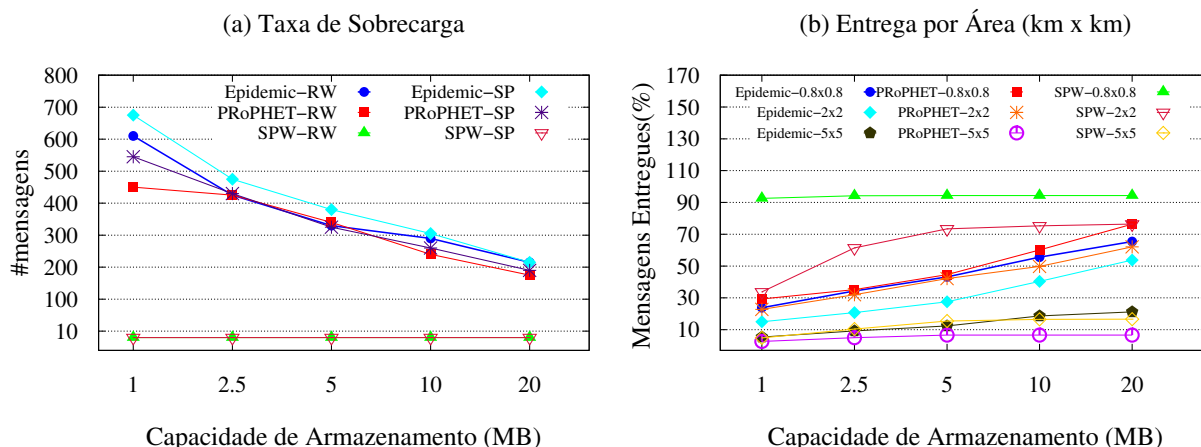 (a) Taxa de Sobrecarga
800
700
600
500
400
300
200
100
10
#mensagens
Epidemic−RW
PRoPHET−RW
SPW−RW
Epidemic−SP
PRoPHET−SP
SPW−SP
1 2.5 5 10 20
Capacidade de Armazenamento (MB)
(b) Entrega por Área (km x km)
170
150
130
110
90
70
50
30
10
Mensagens Entregues(%)
Epidemic−0.8x0.8
Epidemic−2x2
Epidemic−5x5
PRoPHET−0.8x0.8
PRoPHET−2x2
PRoPHET−5x5
SPW−0.8x0.8
SPW−2x2
SPW−5x5
1 2.5 5 10 20
Capacidade de Armazenamento (MB)